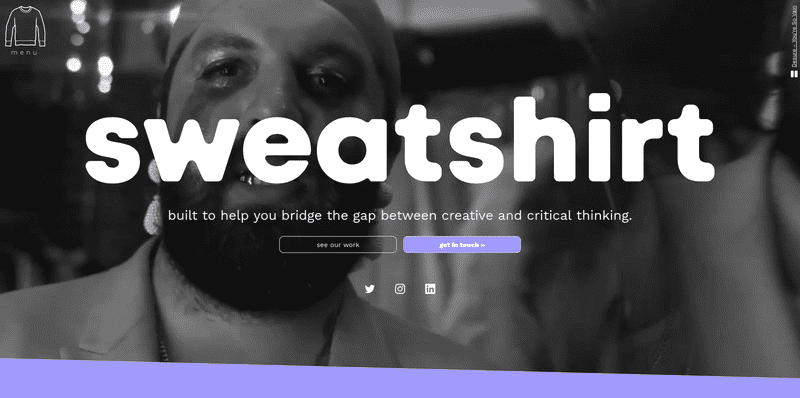 menu
Desure - You're So Vain
sweatshirt
built to help you bridge the gap between creative and critical thinking.
see our work
get in touch »